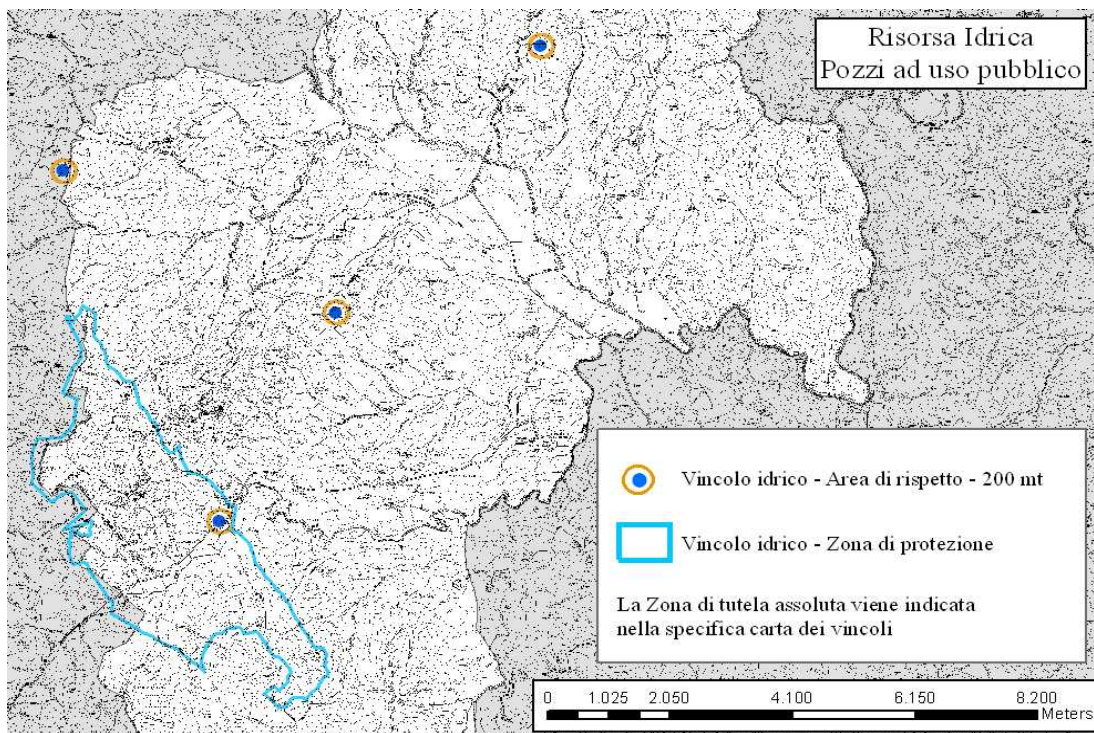 Risorsa Idrica
Pozzi ad uso pubblico
Vincolo idrico - Area di rispetto - 200 mt
Vincolo idrico - Zona di protezione
La Zona di tutela assoluta viene indicata
nella specifica carta dei vincoli
0 1.025 2.050 4.100 6.150 8.200
Meters